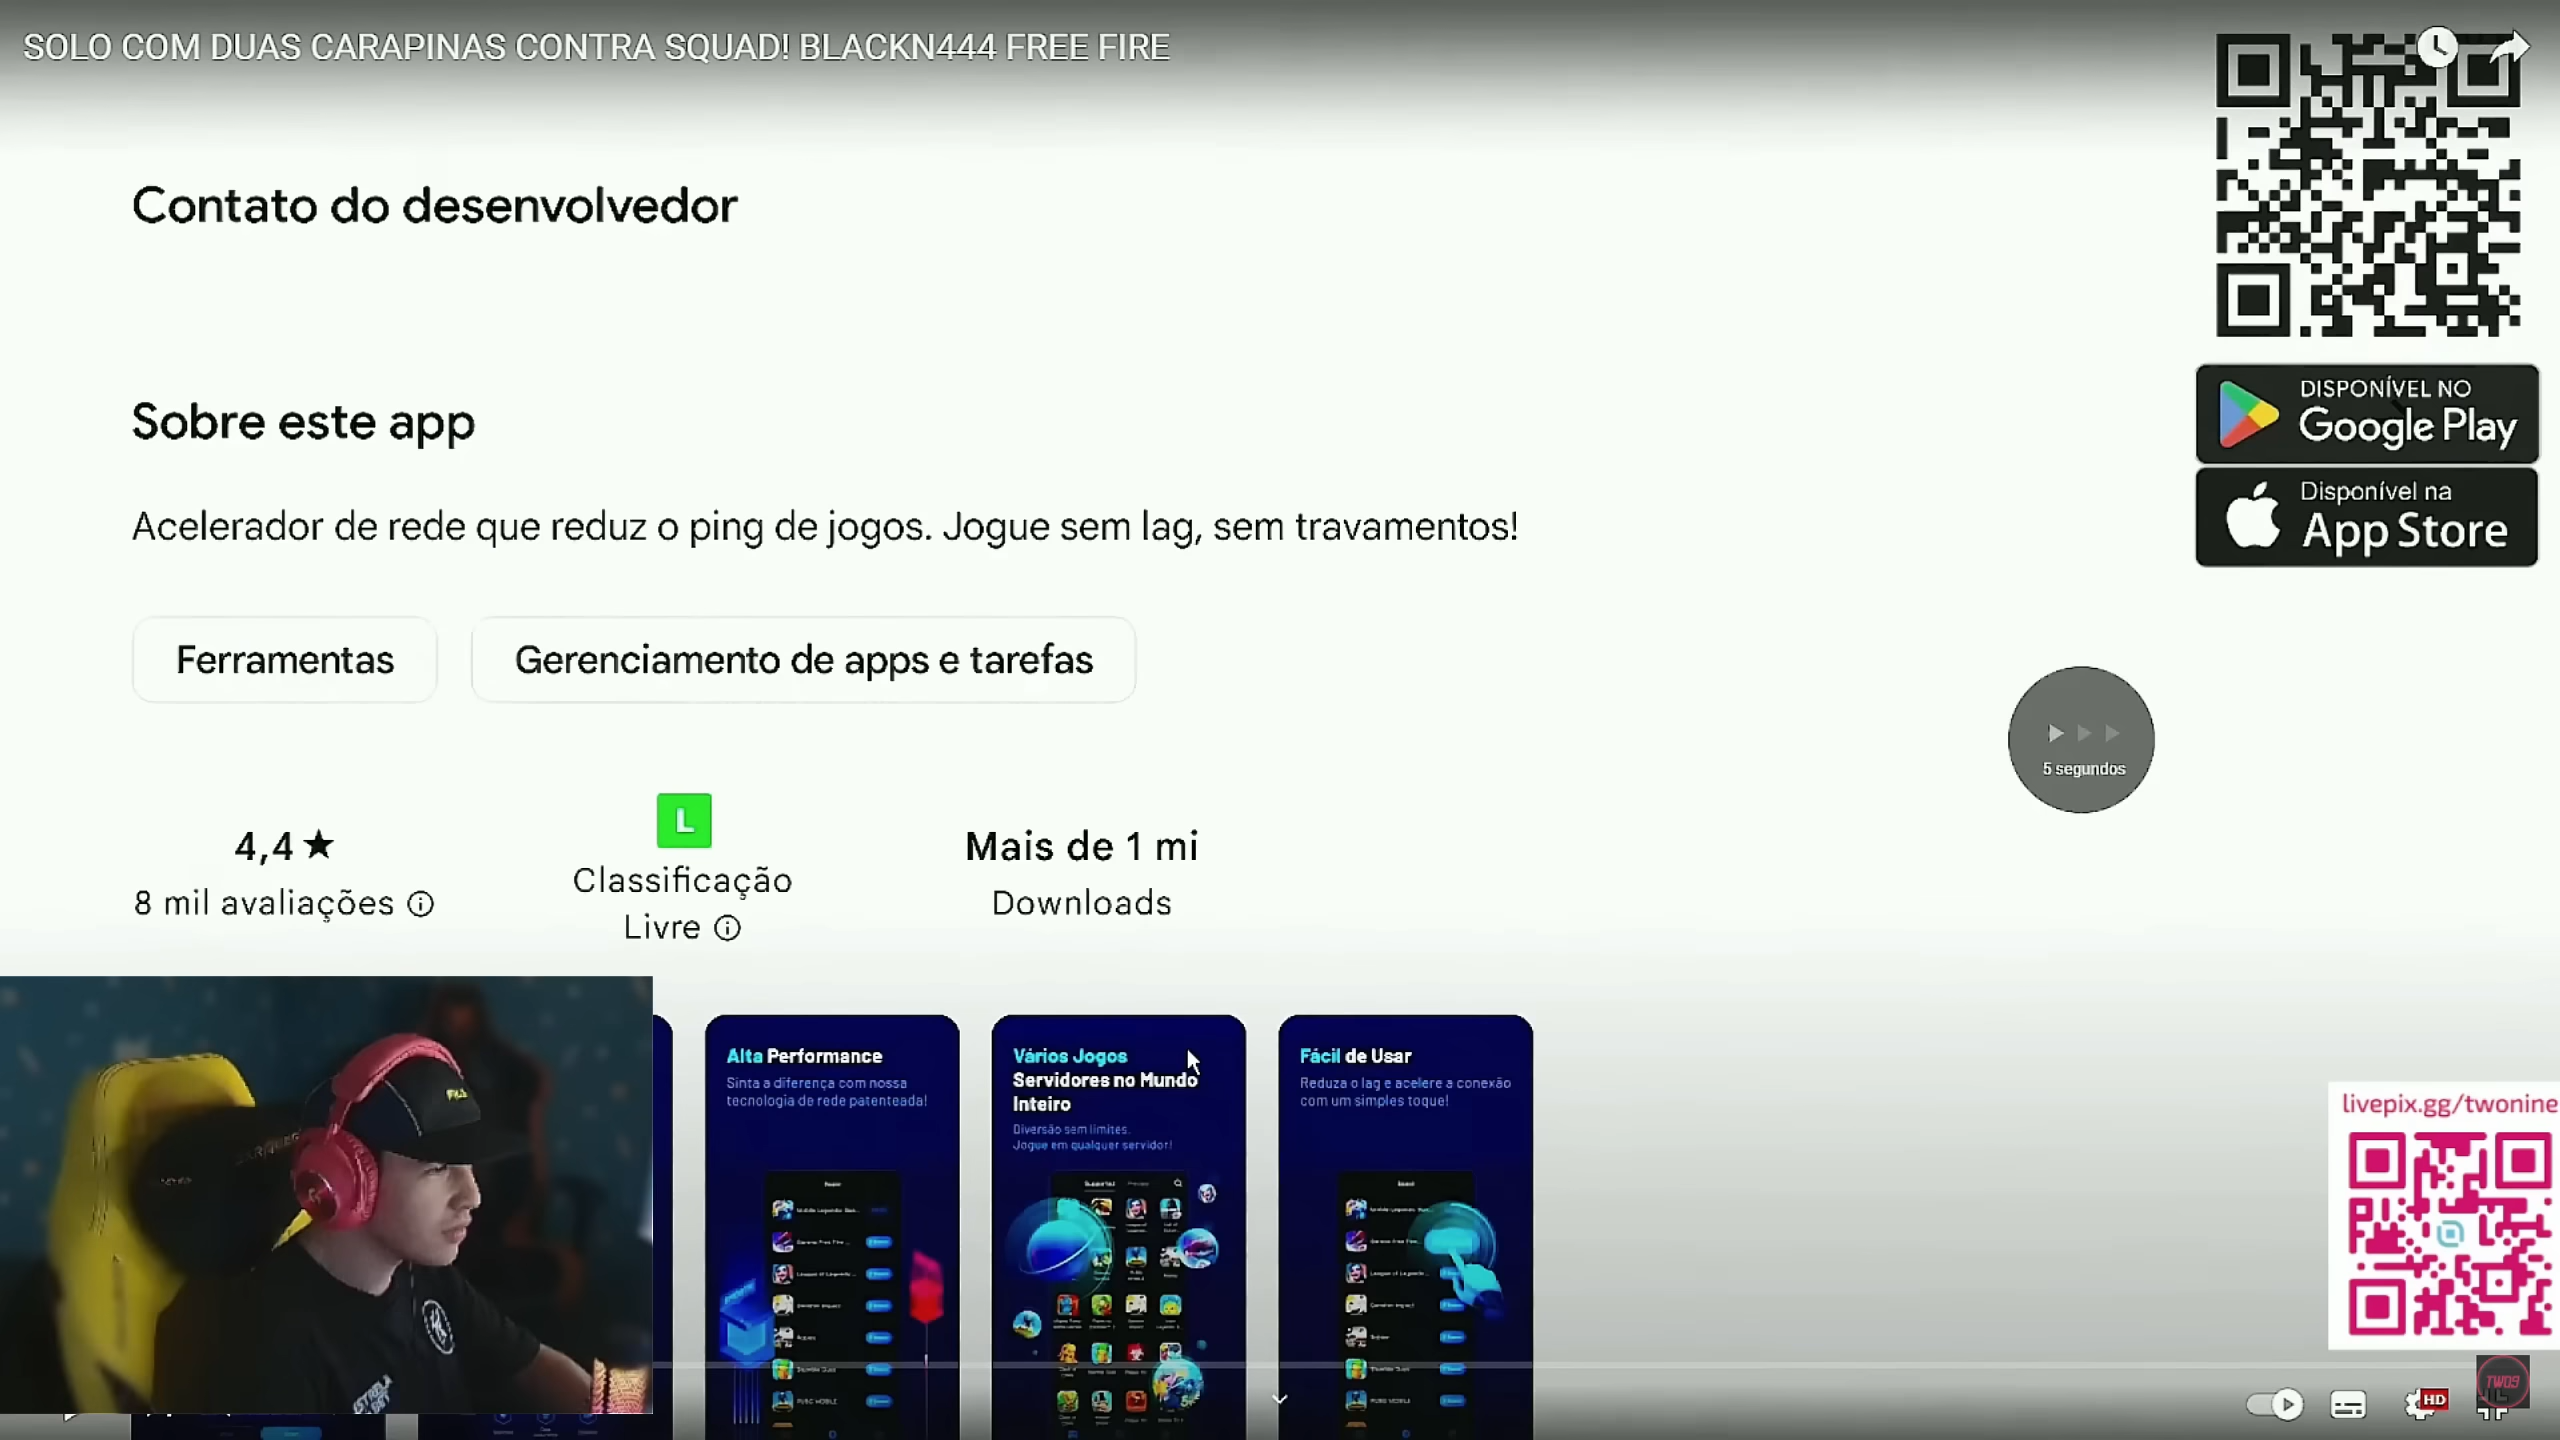 SOLO COM DUAS CARAPINAS CONTRA SQUAD! BLACKN444 FREE FIRE
Contato do desenvolvedor
Sobre este app
Acelerador de rede que reduz o ping de jogos. Jogue sem lag, sem travamentos!
Ferramentas
Gerenciamento de apps e tarefas
4,4 ★
8 mil avaliações
L
Classificação
Livre
Mais de 1 mi
Downloads
DISPONÍVEL NO
Google Play
Disponível na
App Store
5 segundos
Alta Performance
Sinta a diferença com nossa
tecnologia de rede patenteada!
Vários Jogos
Servidores no Mundo
Inteiro
Diversão sem limites.
Jogue em qualquer servidor!
Fácil de Usar
Reduza o lag e acelere a conexão
com um simples toque!
livepix.gg/twonine
HD
TWO9